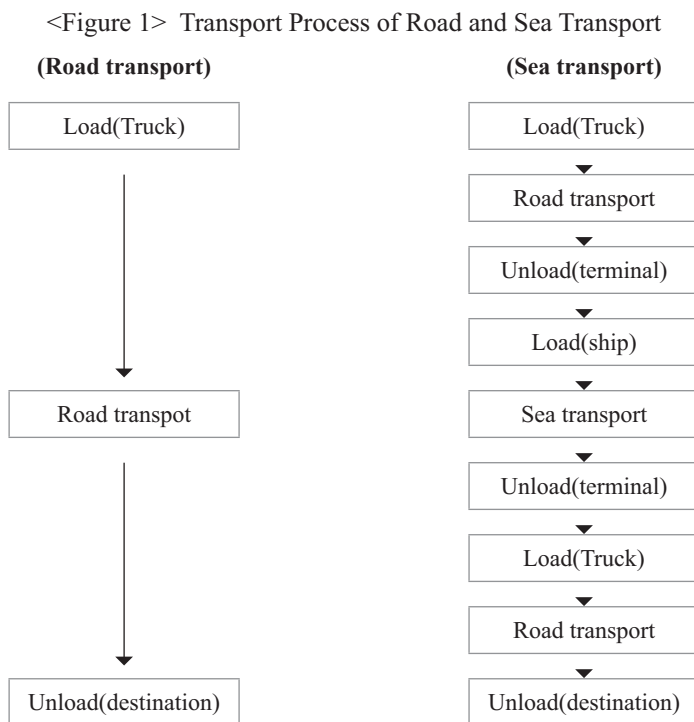 <Figure 1> Transport Process of Road and Sea Transport
(Road transport)
Load(Truck)
Road transpot
Unload(destination)
(Sea transport)
Load(Truck)
Road transport
Unload(terminal)
Load(ship)
Sea transport
Unload(terminal)
Load(Truck)
Road transport
Unload(destination)